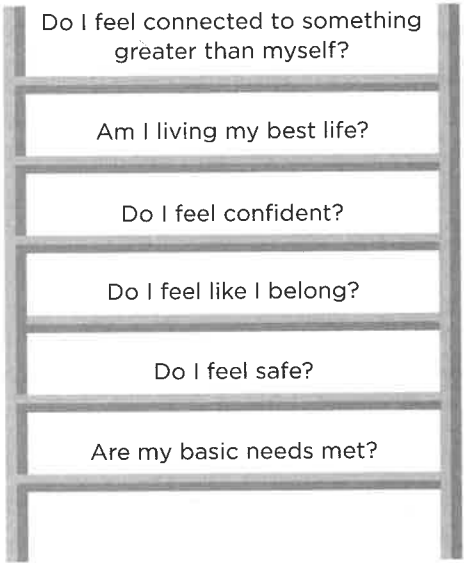 Do I feel connected to something
greater than myself?
Am I living my best life?
Do I feel confident?
Do I feel like I belong?
Do I feel safe?
Are my basic needs met?